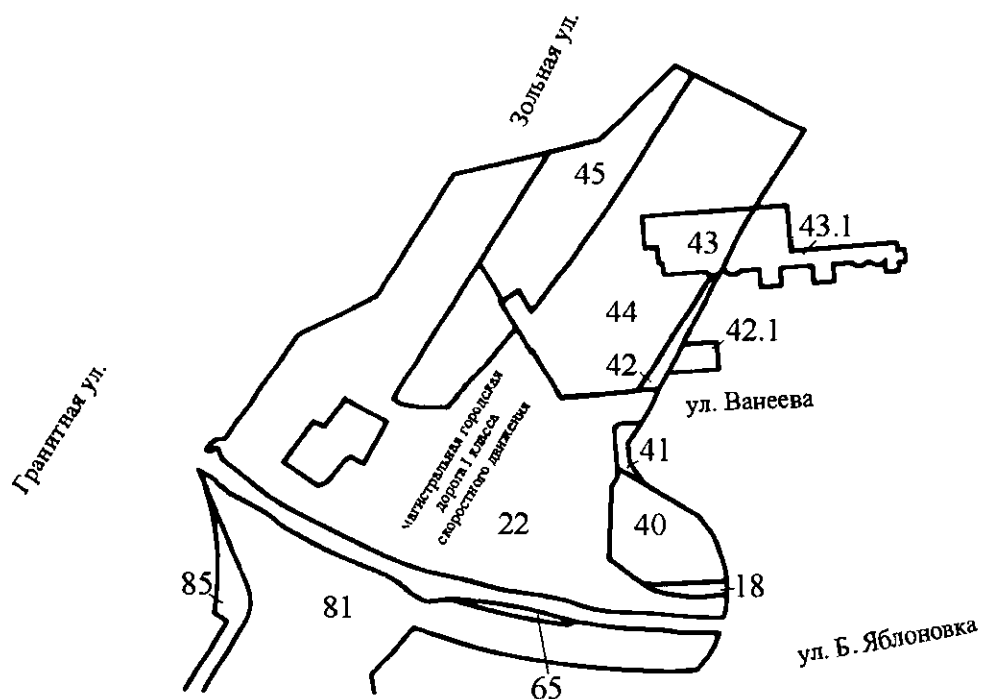 Зольная ул.
45
43
43.1
44
42.1
42
ул. Ванеева
Гранитная ул.
магистральная городская
дорога I класса
скоростного движения
41
22
40
85
81
18
65
ул. Б. Яблоновка